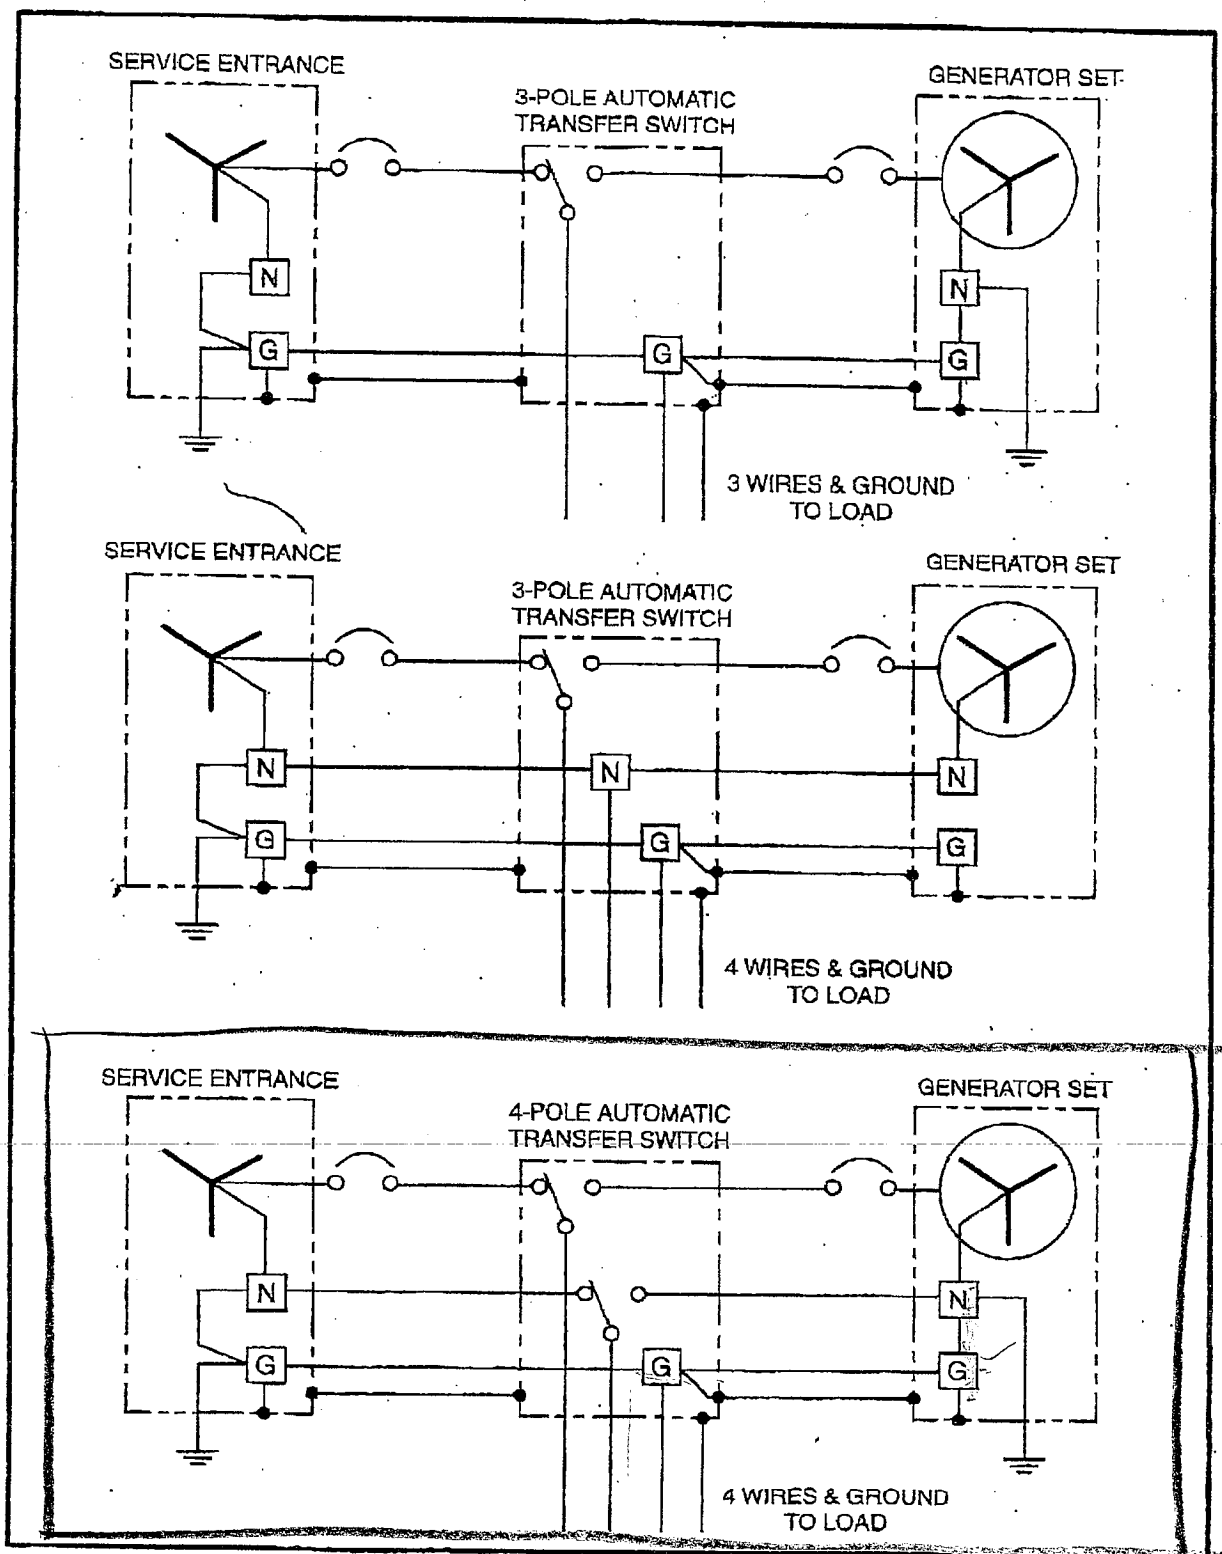 SERVICE ENTRANCE
GENERATOR SET
3-POLE AUTOMATIC
TRANSFER SWITCH
N
N
G
G
G
3 WIRES & GROUND
TO LOAD
SERVICE ENTRANCE
GENERATOR SET
3-POLE AUTOMATIC
TRANSFER SWITCH
N
N
N
G
G
G
4 WIRES & GROUND
TO LOAD
SERVICE ENTRANCE
GENERATOR SET
4-POLE AUTOMATIC
TRANSFER SWITCH
N
N
G
G
G
4 WIRES & GROUND
TO LOAD